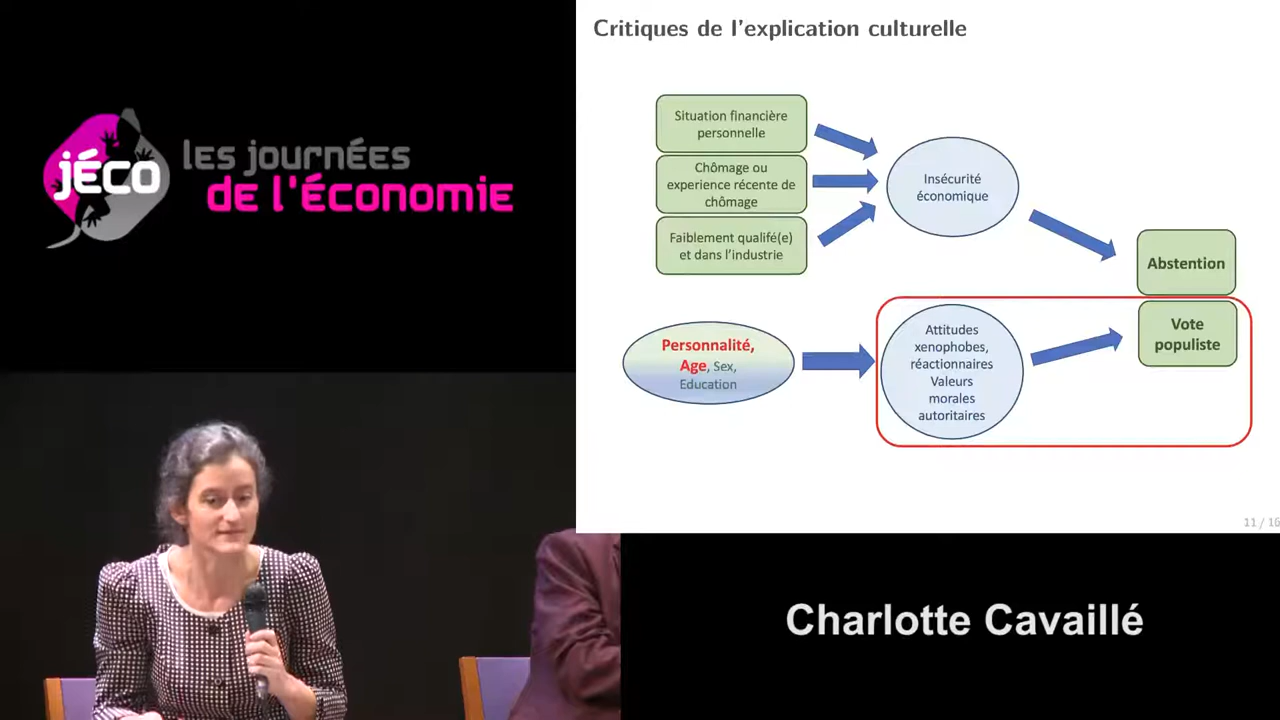 jéco
les journées
de l'économie
Critiques de l'explication culturelle
Situation financière
personnelle
Chômage ou
experience récente de
chômage
Faiblement qualifé(e)
et dans l'industrie
Insécurité
économique
Abstention
Vote
populiste
Personnalité,
Age, Sex,
Education
Attitudes
xenophobes,
réactionnaires
Valeurs
morales
autoritaires
11 / 16
Charlotte Cavaillé